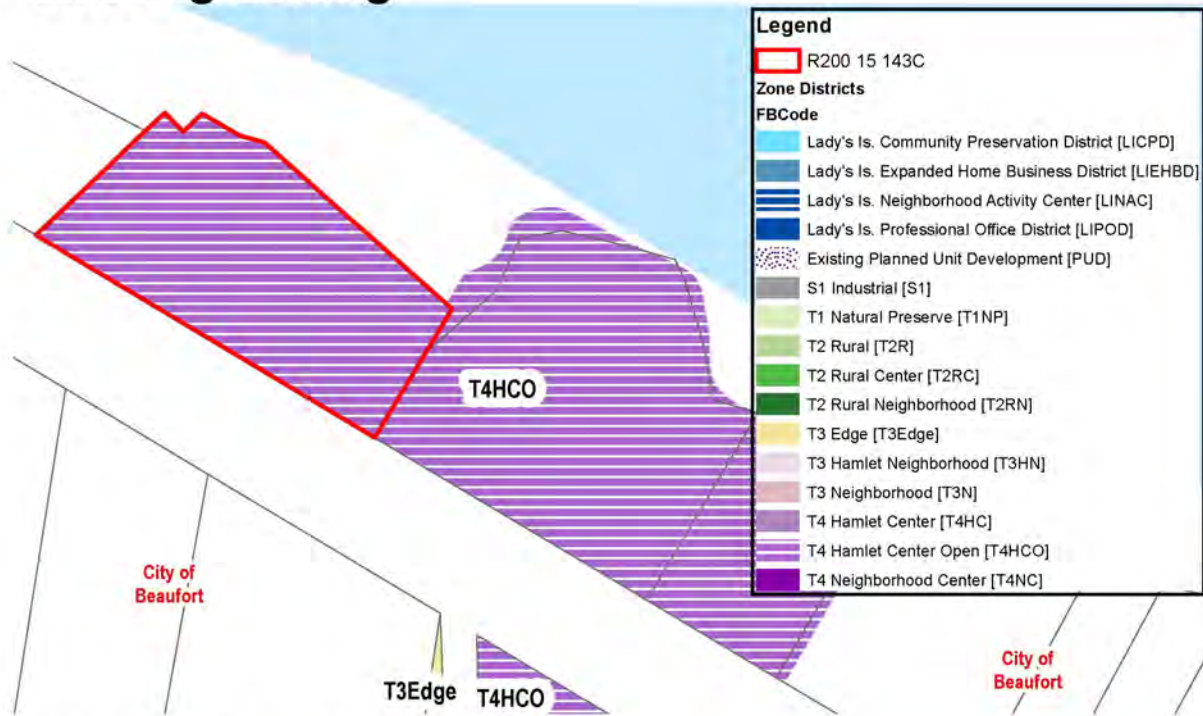 Legend
R200 15 143C
Zone Districts
FBCode
Lady's Is. Community Preservation District [LICPD]
Lady's Is. Expanded Home Business District [LIEHBD]
Lady's Is. Neighborhood Activity Center [LINAC]
Lady's Is. Professional Office District [LIPOD]
Existing Planned Unit Development [PUD]
S1 Industrial [S1]
T1 Natural Preserve [T1NP]
T2 Rural [T2R]
T2 Rural Center [T2RC]
T2 Rural Neighborhood [T2RN]
T3 Edge [T3Edge]
T3 Hamlet Neighborhood [T3HN]
T3 Neighborhood [T3N]
T4 Hamlet Center [T4HC]
T4 Hamlet Center Open [T4HCO]
T4 Neighborhood Center [T4NC]
T4HCO
City of
Beaufort
T3Edge
T4HCO
City of
Beaufort